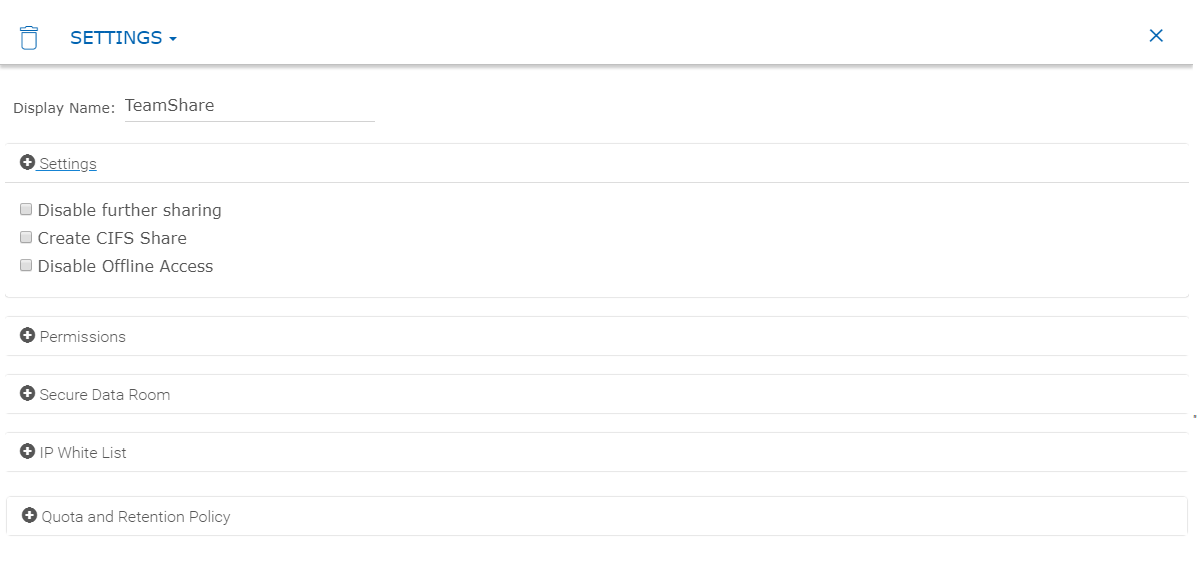 SETTINGS
Display Name: TeamShare
Settings
Disable further sharing
Create CIFS Share
Disable Offline Access
Permissions
Secure Data Room
IP White List
Quota and Retention Policy